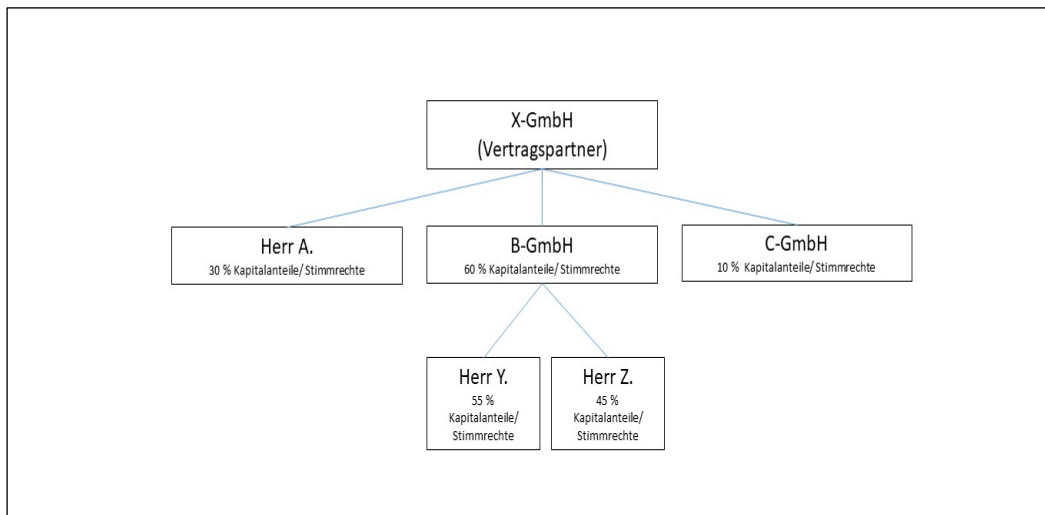 X-GmbH
(Vertragspartner)
Herr A.
30 % Kapitalanteile/ Stimmrechte
B-GmbH
60 % Kapitalanteile/ Stimmrechte
C-GmbH
10 % Kapitalanteile/ Stimmrechte
Herr Y.
55 %
Kapitalanteile/
Stimmrechte
Herr Z.
45 %
Kapitalanteile/
Stimmrechte